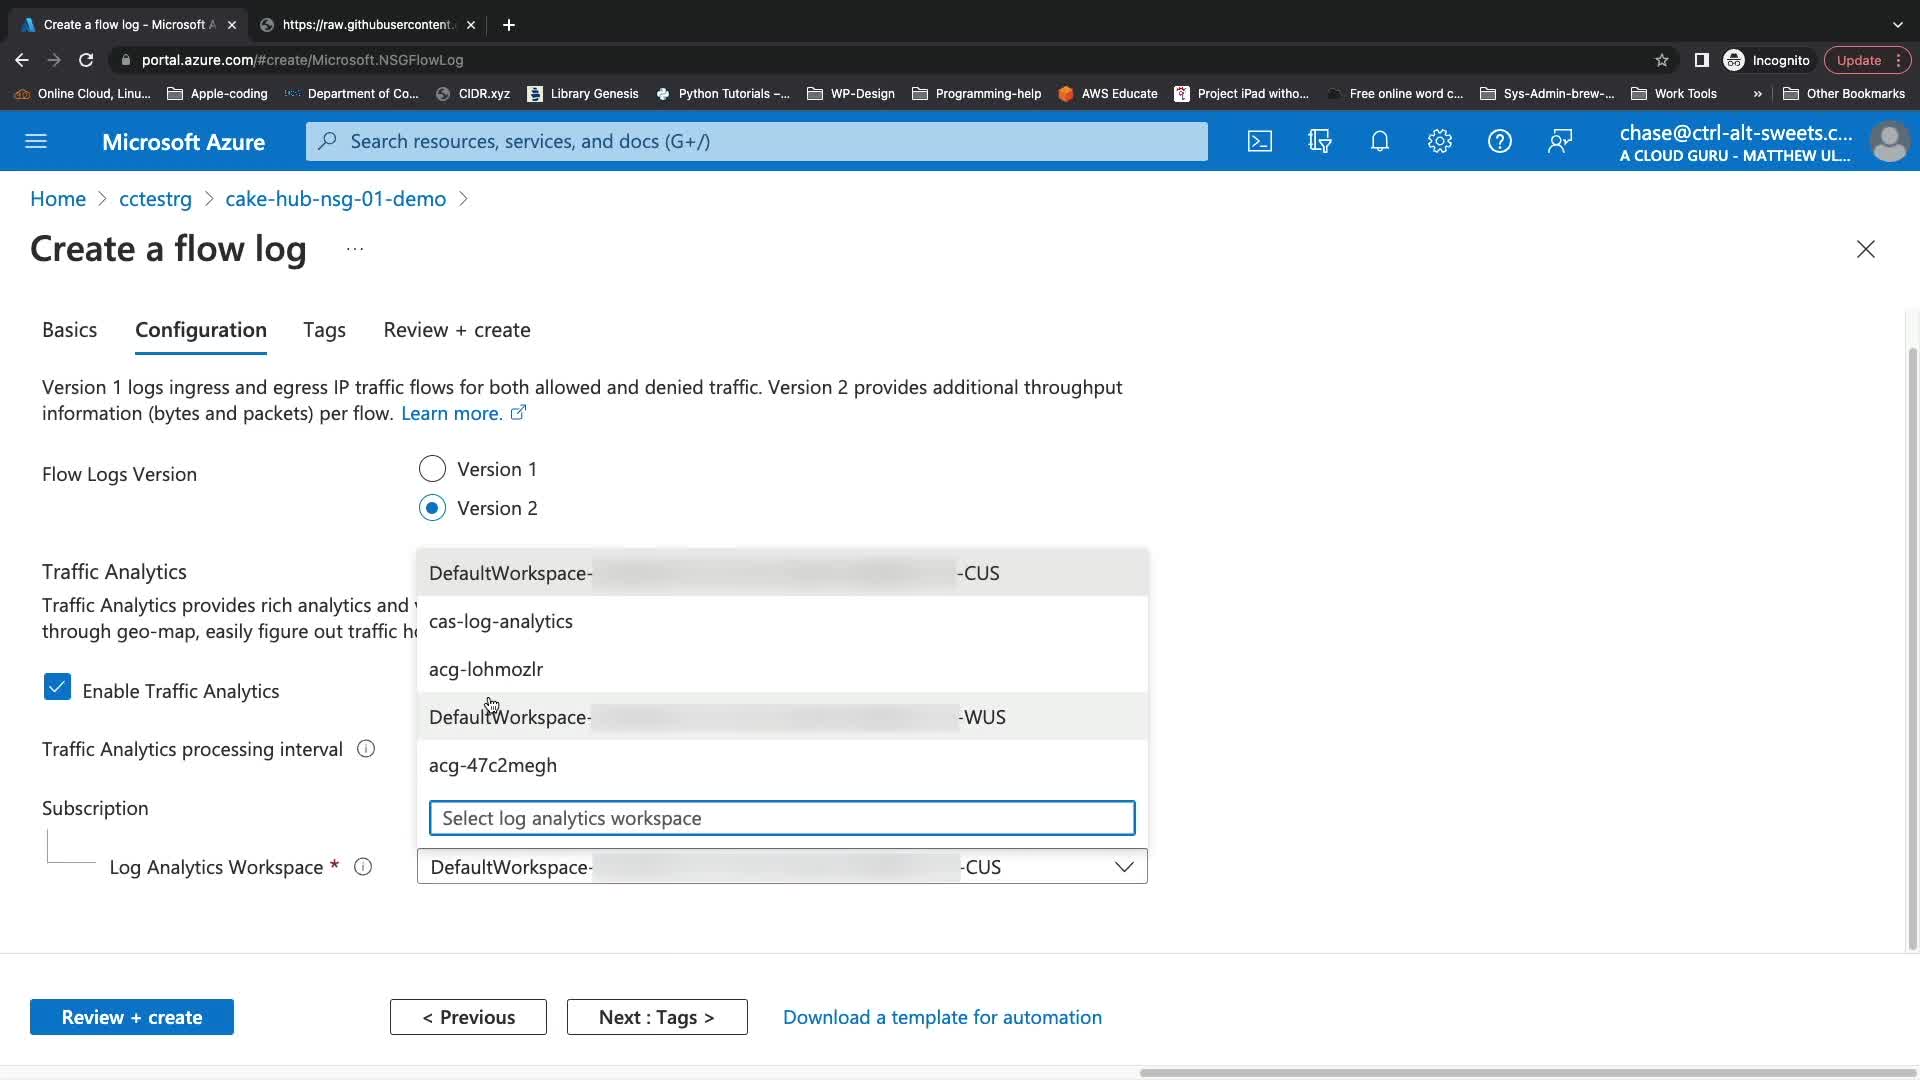 Create a flow log - Microsoft A
https://raw.githubusercontent.
portal.azure.com/#create/Microsoft.NSGFlowLog
Incognito
Update
Online Cloud, Linu...
Apple-coding
Department of Co...
CIDR.xyz
Library Genesis
Python Tutorials –...
WP-Design
Programming-help
AWS Educate
Project iPad witho...
Free online word c...
Sys-Admin-brew-...
Work Tools
»
Other Bookmarks
Microsoft Azure
Search resources, services, and docs (G+/)
chase@ctrl-alt-sweets.c...
A CLOUD GURU - MATTHEW UL...
Home > cctestrg > cake-hub-nsg-01-demo >
Create a flow log ...
Basics
Configuration
Tags
Review + create
Version 1 logs ingress and egress IP traffic flows for both allowed and denied traffic. Version 2 provides additional throughput
information (bytes and packets) per flow. Learn more.
Flow Logs Version
Version 1
Version 2
Traffic Analytics
Traffic Analytics provides rich analytics and
through geo-map, easily figure out traffic
Enable Traffic Analytics
Traffic Analytics processing interval
Subscription
Log Analytics Workspace *
DefaultWorkspace- -CUS
cas-log-analytics
acg-lohmozlr
DefaultWorkspace- -WUS
acg-47c2megh
Select log analytics workspace
DefaultWorkspace- -CUS
Review + create
< Previous
Next : Tags >
Download a template for automation